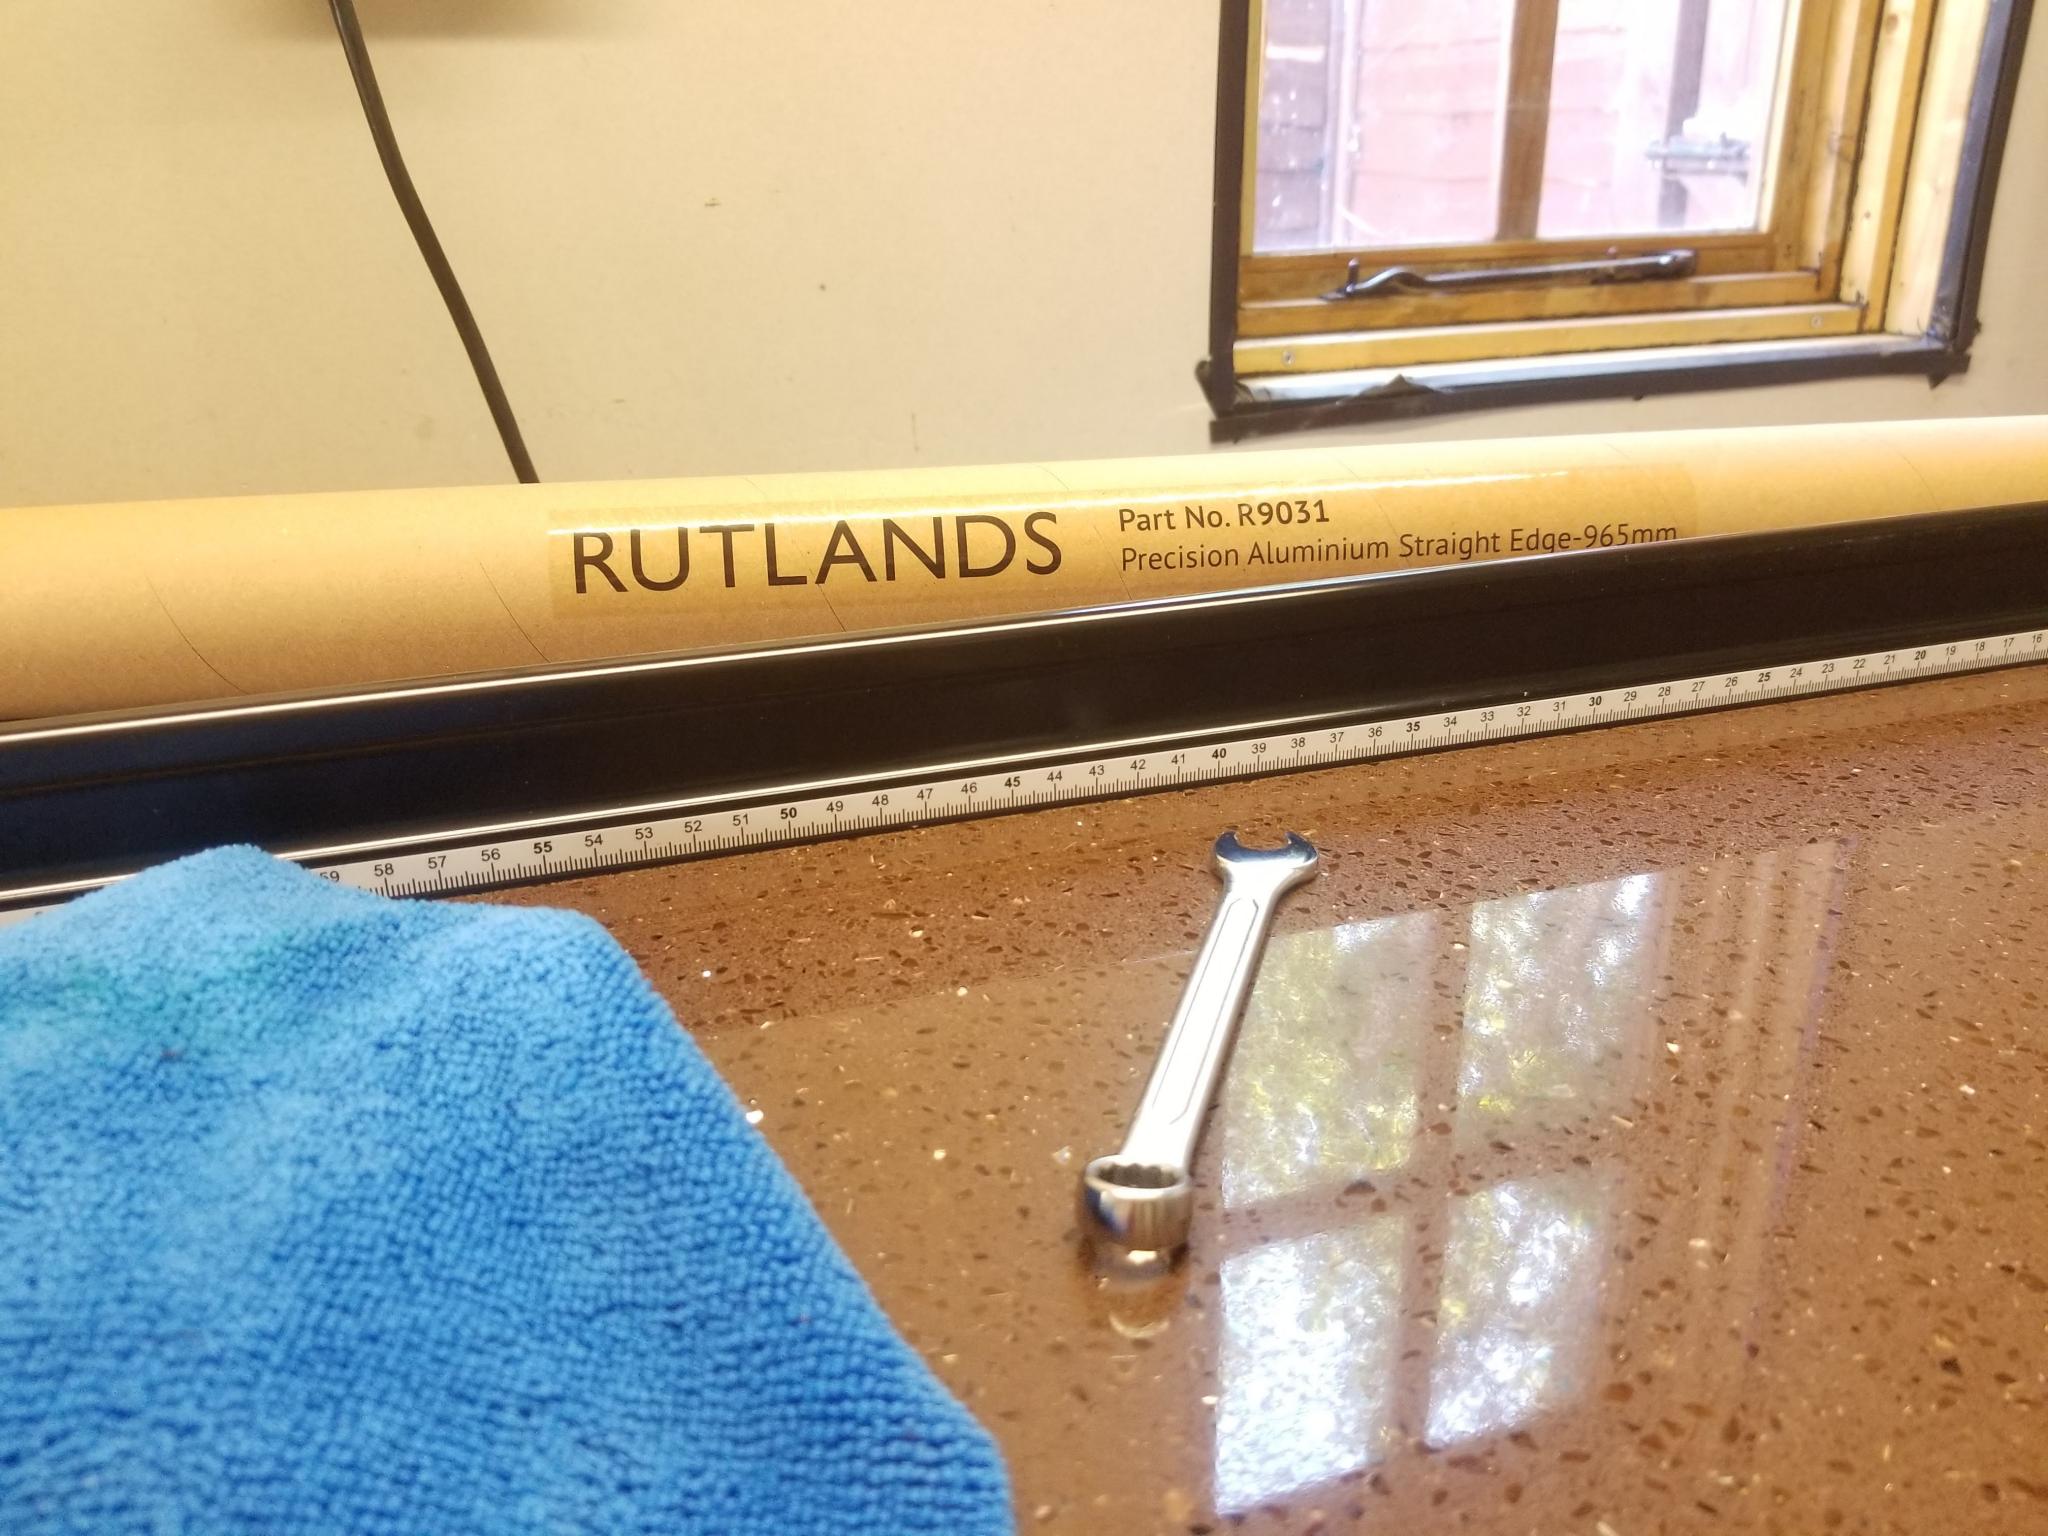 RUTLANDS
Part No. R9031
Precision Aluminium Straight Edge-965mm
59 58 57 56 55 54 53 52 51 50 49 48 47 46 45 44 43 42 41 40 39 38 37 36 35 34 33 32 31 30 29 28 27 26 25 24 23 22 21 20 19 18 17 16